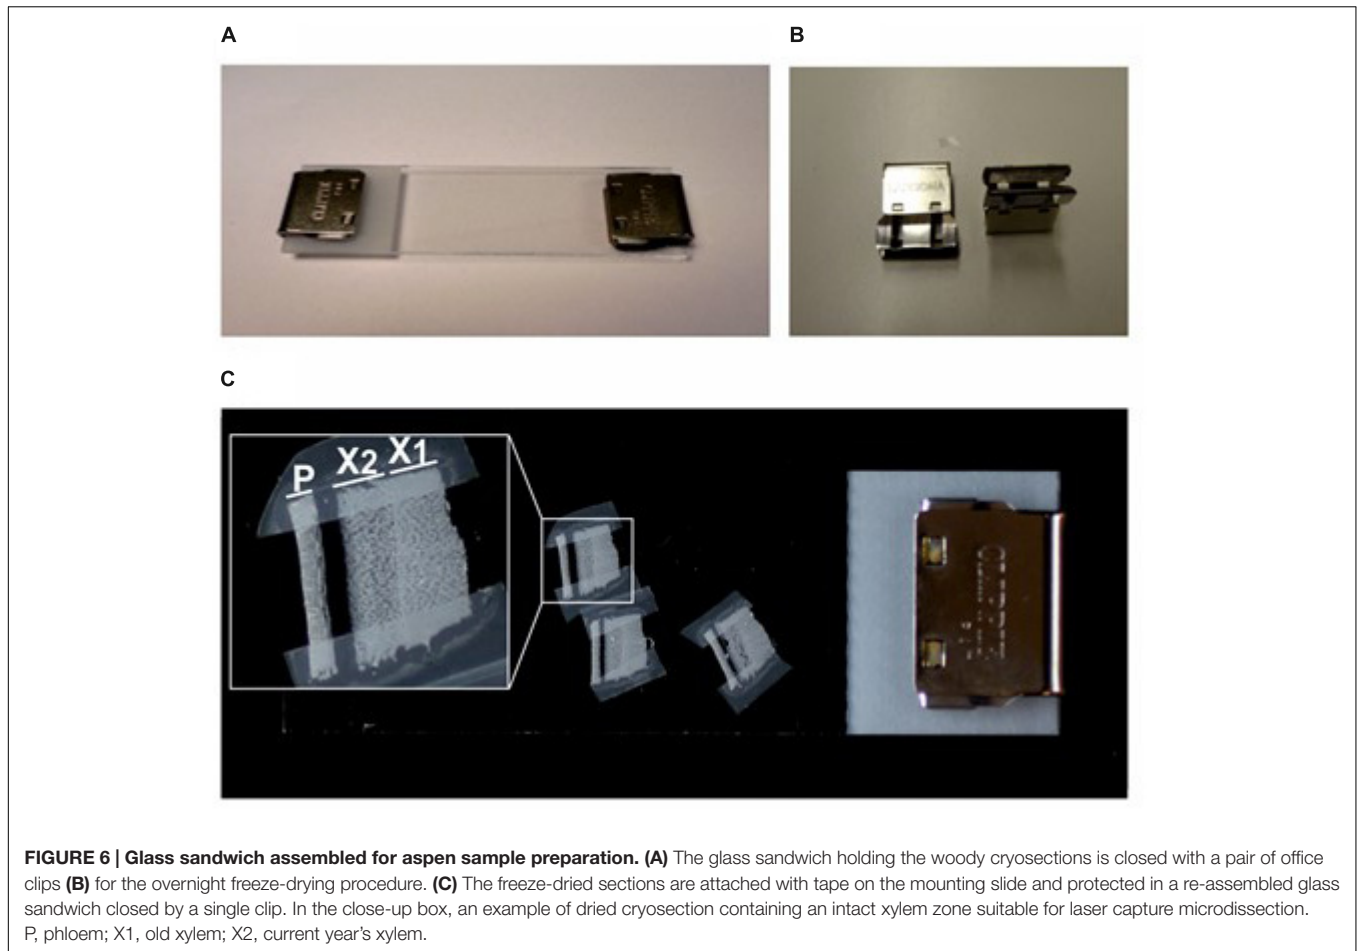 A
B
C
P
X2
X1
FIGURE 6 | Glass sandwich assembled for aspen sample preparation. (A) The glass sandwich holding the woody cryosections is closed with a pair of office
clips (B) for the overnight freeze-drying procedure. (C) The freeze-dried sections are attached with tape on the mounting slide and protected in a re-assembled glass
sandwich closed by a single clip. In the close-up box, an example of dried cryosection containing an intact xylem zone suitable for laser capture microdissection.
P, phloem; X1, old xylem; X2, current year's xylem.